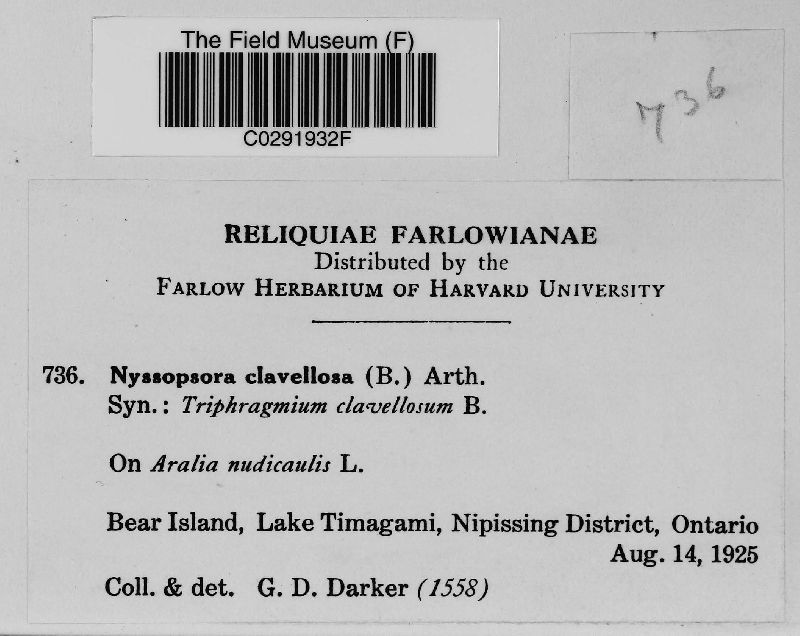 The Field Museum (F)
C0291932F
736
RELIQUIAE FARLOWIANAE
Distributed by the
FARLOW HERBARIUM OF HARVARD UNIVERSITY
736. Nyssopsora clavellosa (B.) Arth.
Syn.: Triphragmium clavellosum B.
On Aralia nudicaulis L.
Bear Island, Lake Timagami, Nipissing District, Ontario
Aug. 14, 1925
Coll. & det. G. D. Darker (1558)